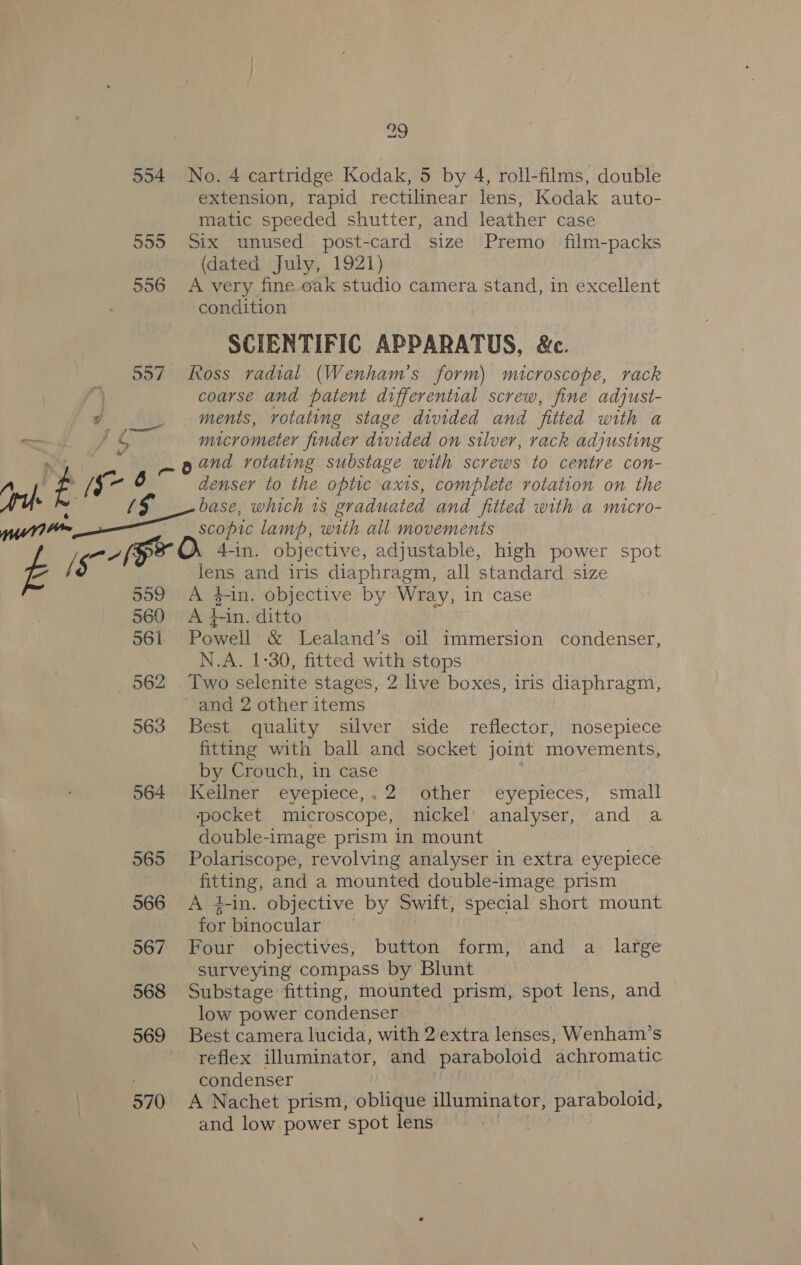 29
554 No. 4 cartridge Kodak, 5 by 4, roll-films, double
extension, rapid rectilinear lens, Kodak auto-
matic speeded shutter, and leather case
555 Six unused post-card size Premo film-packs
(dated July, 1921)
556 A very fine oak studio camera stand, in excellent
condition
SCIENTIFIC APPARATUS, &c.
557 Ross radial (Wenham's form) microscope, rack
coarse and patent differential screw, fine adjust-
ments, rotating stage divided and fitted with a
micrometer finder divided on silver, rack adjusting
and rotating substage with screws to centre con-
denser to the optic axis, complete rotation on the
base, which is graduated and fitted with a micro-
scopic lamp, with all movements
4-in. objective, adjustable, high power spot
lens and iris diaphragm, all standard size
559 A ¼-in. objective by Wray, in case
560 A ¼-in. ditto
561 Powell & Lealand's oil immersion condenser,
N.A. 1·30, fitted with stops
562 Two selenite stages, 2 live boxes, iris diaphragm,
and 2 other items
563 Best quality silver side reflector, nosepiece
fitting with ball and socket joint movements,
by Crouch, in case
564 Kellner eyepiece, 2 other eyepieces, small
pocket microscope, nickel analyser, and a
double-image prism in mount
565 Polariscope, revolving analyser in extra eyepiece
fitting, and a mounted double-image prism
566 A ¼-in. objective by Swift, special short mount
for binocular
567 Four objectives, button form, and a large
surveying compass by Blunt
568 Substage fitting, mounted prism, spot lens, and
low power condenser
569 Best camera lucida, with 2 extra lenses, Wenham's
reflex illuminator, and paraboloid achromatic
condenser
570 A Nachet prism, oblique illuminator, paraboloid,
and low power spot lens